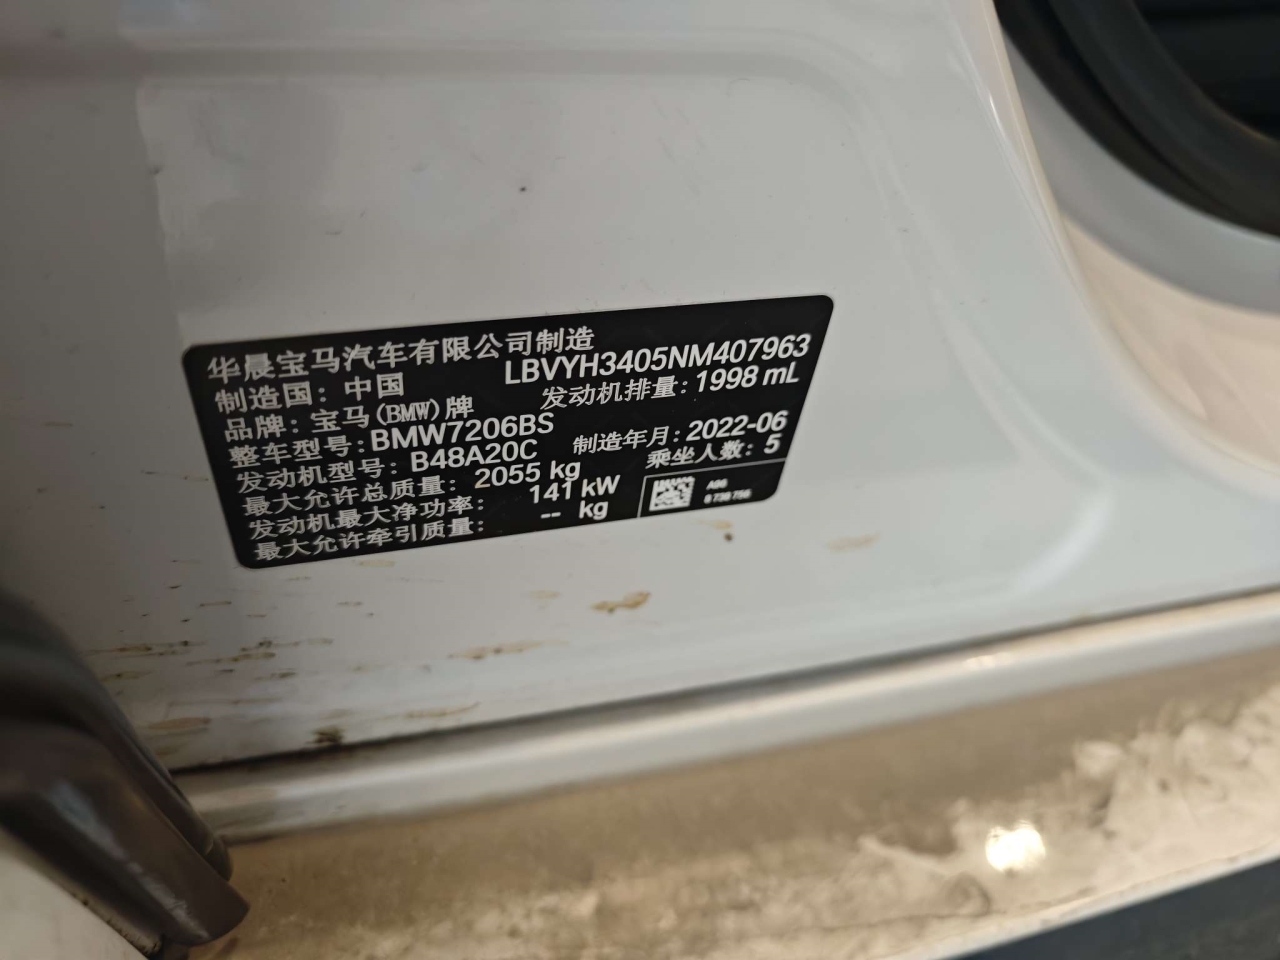 华晨宝马汽车有限公司制造
制造国：中国 LBVYH3405NM407963
品牌：宝马(BMW)牌 发动机排量：1998 mL
整车型号：BMW7206BS
发动机型号：B48A20C 制造年月：2022-06
最大允许总质量：2055 kg 乘坐人数：5
发动机最大净功率：141 kW
最大允许牵引质量：-- kg